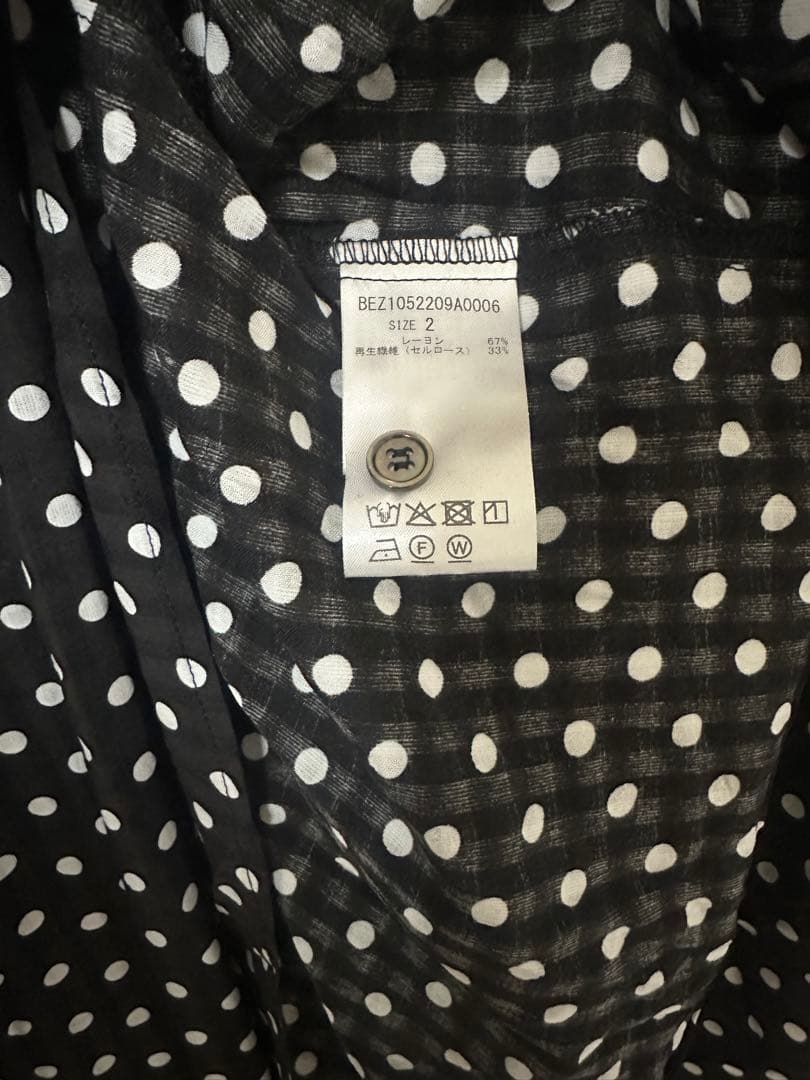 BEZ1052209A0006
SIZE 2
レーヨン 67%
再生繊維(セルロース) 33%
F W